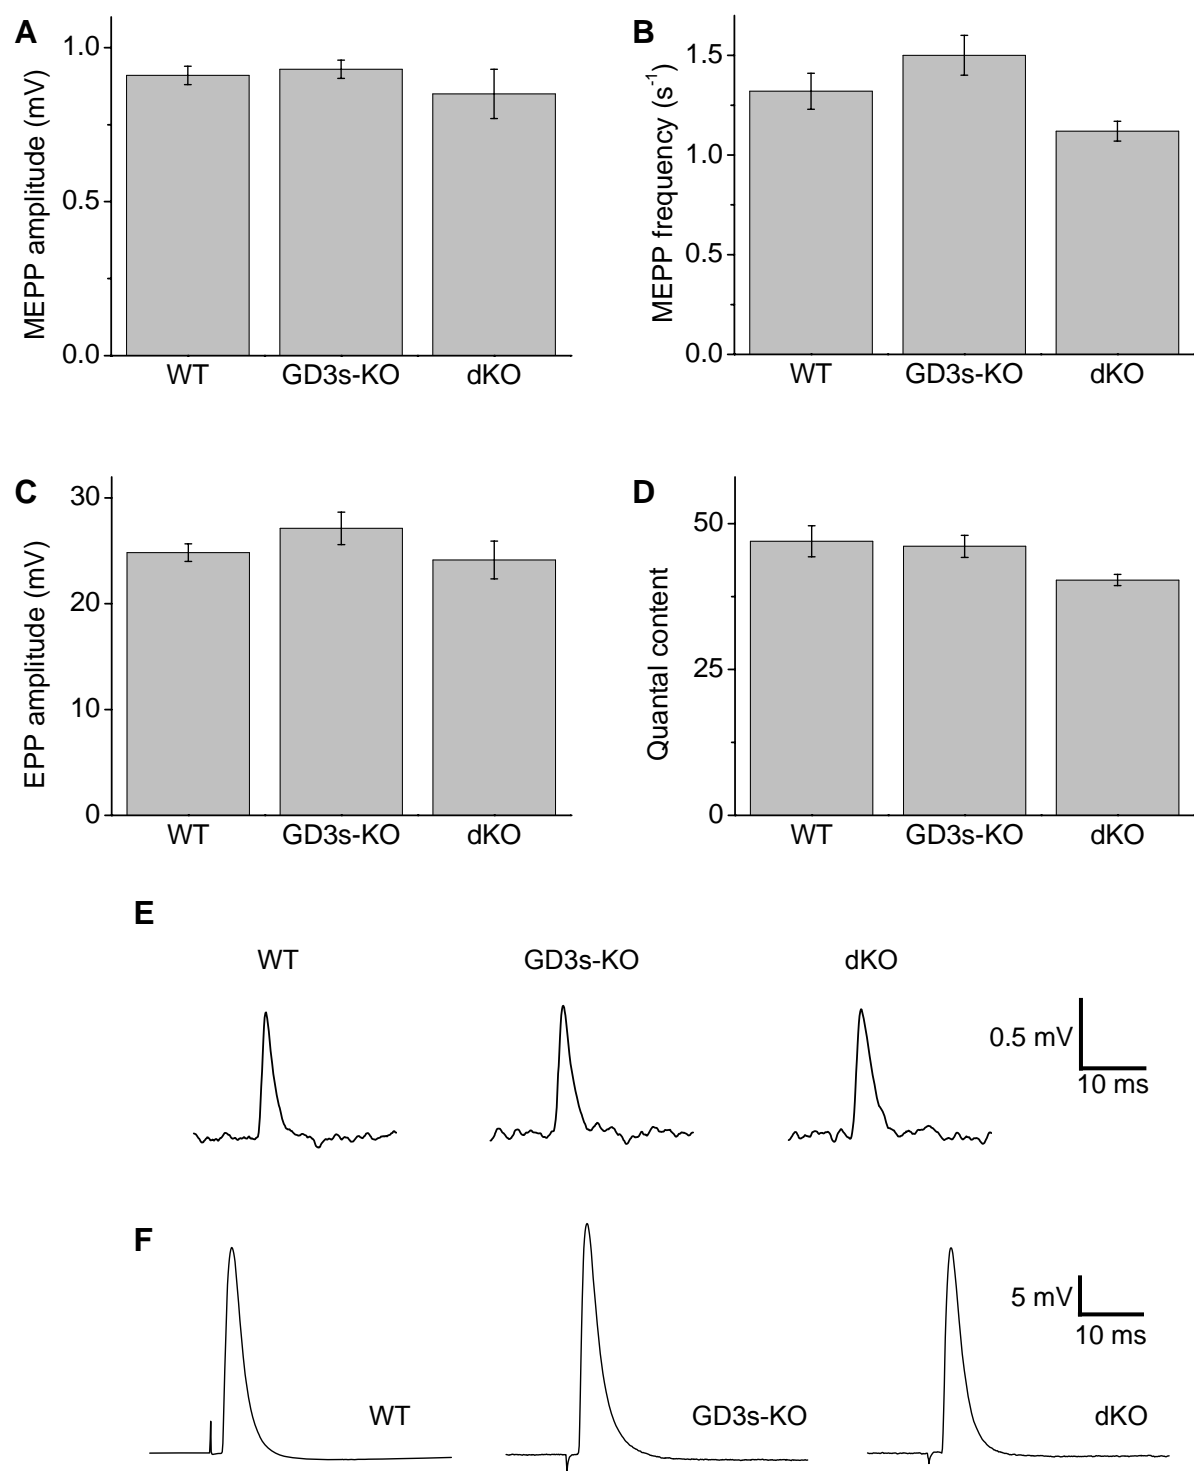 A
MEPP amplitude (mV)
1.0
0.5
0.0
WT GD3s-KO dKO
B
MEPP frequency (s-1)
1.5
1.0
0.5
0.0
WT GD3s-KO dKO
C
EPP amplitude (mV)
30
20
10
0
WT GD3s-KO dKO
D
Quantal content
50
25
0
WT GD3s-KO dKO
E
WT GD3s-KO dKO
0.5 mV
10 ms
F
5 mV
10 ms
WT GD3s-KO dKO